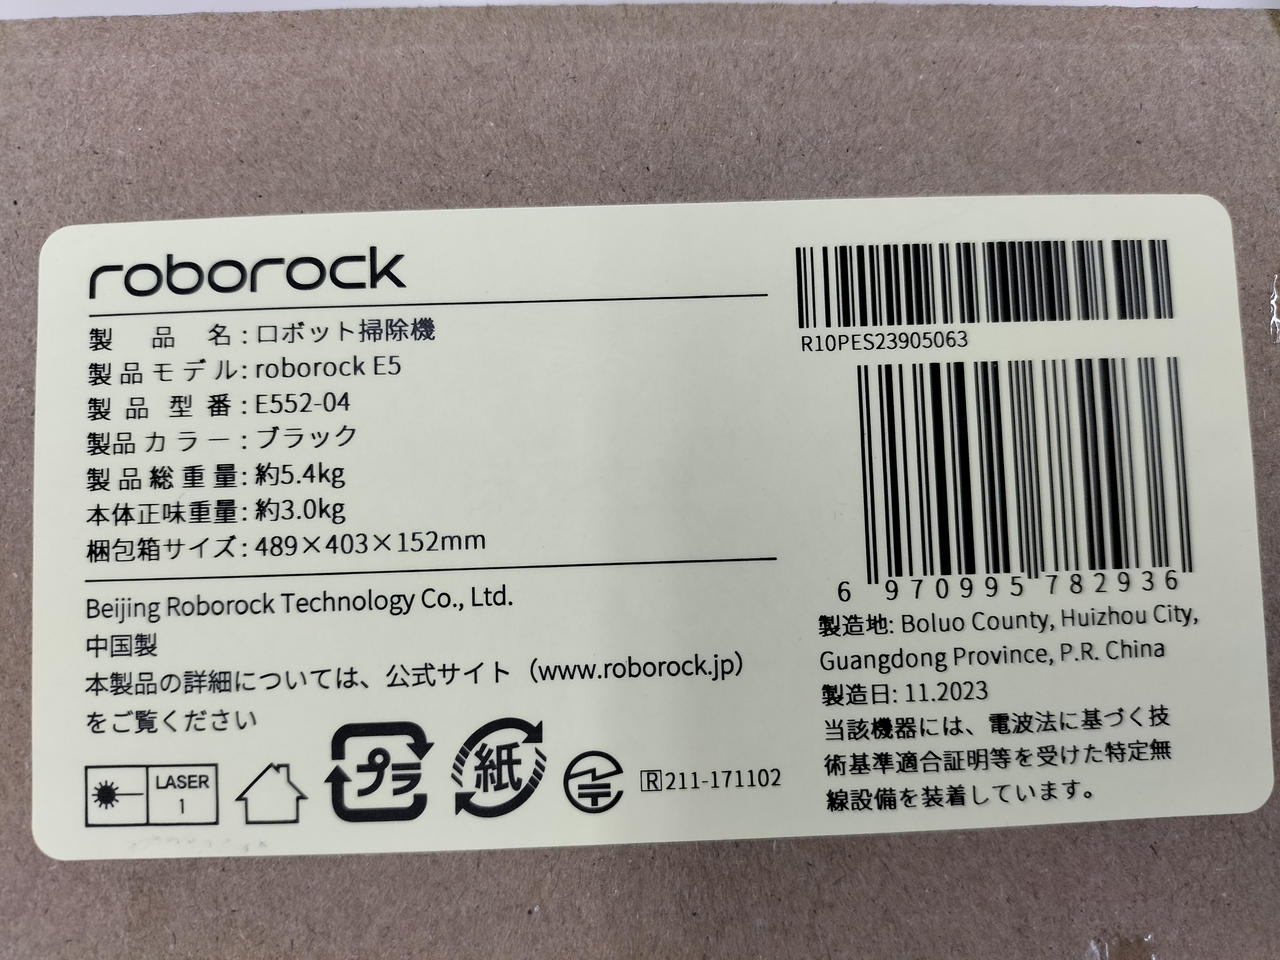 roborock
製品名:ロボット掃除機
製品モデル:roborock E5
製品型番:E552-04
製品カラー:ブラック
製品総重量:約5.4kg
本体正味重量:約3.0kg
梱包箱サイズ:489×403×152mm
Beijing Roborock Technology Co., Ltd.
中国製
本製品の詳細については、公式サイト（www.roborock.jp）
をご覧ください
LASER
1
プラ
紙
R 211-171102
R10PES23905063
6 970995 782936
製造地: Boluo County, Huizhou City,
Guangdong Province, P.R. China
製造日: 11.2023
当該機器には、電波法に基づく技
術基準適合証明等を受けた特定無
線設備を装着しています。